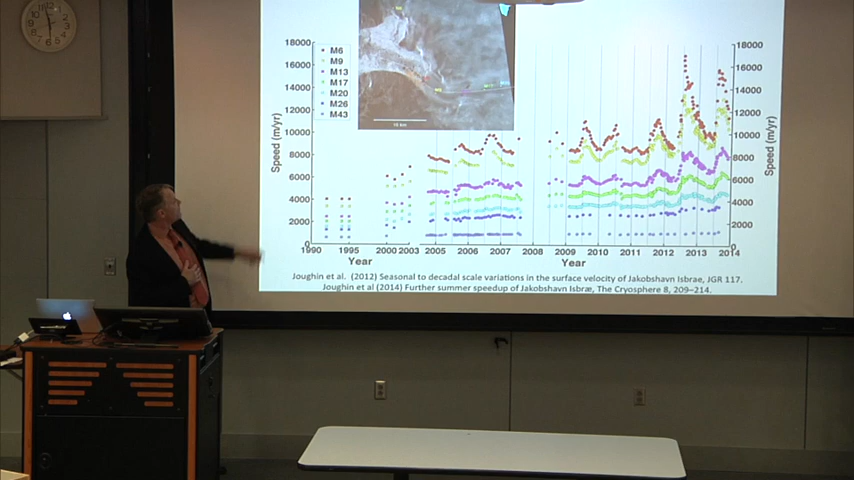 18000
16000
14000
12000
10000
8000
6000
4000
2000
0
Speed (m/yr)
M6
M9
M13
M17
M20
M26
M43
18000
16000
14000
12000
10000
8000
6000
4000
2000
0
Speed (m/yr)
1990 1995 2000 2003 2005 2006 2007 2008 2009 2010 2011 2012 2013 2014
Year Year
Joughin et al. (2012) Seasonal to decadal scale variations in the surface velocity of Jakobshavn Isbrae, JGR 117.
Joughin et al (2014) Further summer speedup of Jakobshavn Isbræ, The Cryosphere 8, 209–214.